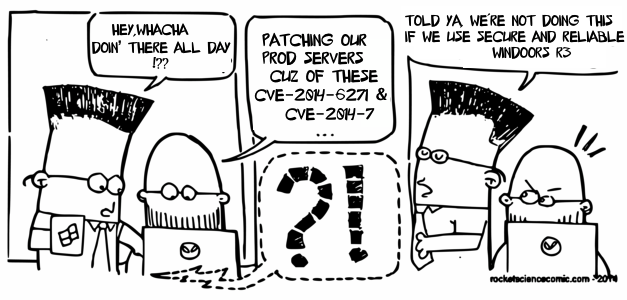 HEY,WHACHA
DOIN' THERE ALL DAY
!??
PATCHING OUR
PROD SERVERS
CUZ OF THESE
CVE-2014-6271 &
CVE-2014-7
...
?!
TOLD YA, WE'RE NOT DOING THIS
IF WE USE SECURE AND RELIABLE
WINDOORS R3
rocketsciencecomic.com - 2014